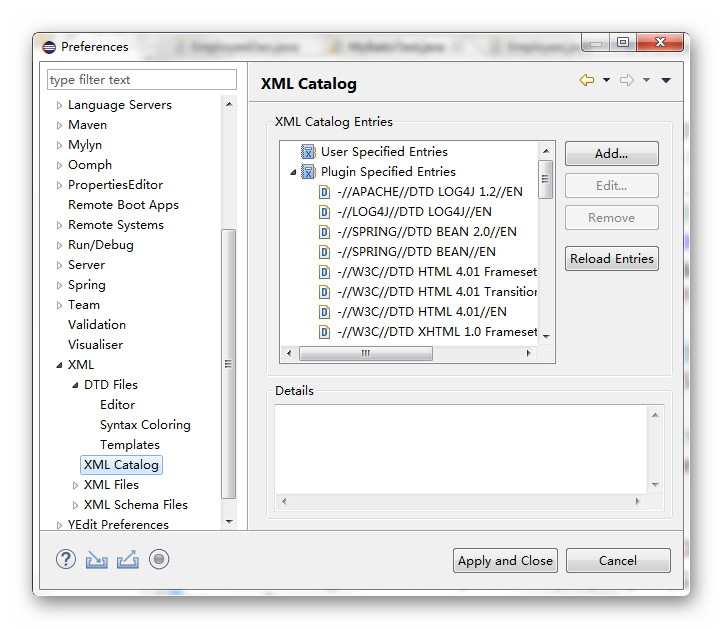 Preferences
type filter text
Language Servers
Maven
Mylyn
Oomph
PropertiesEditor
Remote Boot Apps
Remote Systems
Run/Debug
Server
Spring
Team
Validation
Visualiser
XML
DTD Files
Editor
Syntax Coloring
Templates
XML Catalog
XML Files
XML Schema Files
YEdit Preferences
XML Catalog
XML Catalog Entries
User Specified Entries
Plugin Specified Entries
D -//APACHE//DTD LOG4J 1.2//EN
D -//LOG4J//DTD LOG4J//EN
D -//SPRING//DTD BEAN 2.0//EN
D -//SPRING//DTD BEAN//EN
D -//W3C//DTD HTML 4.01 Frameset
D -//W3C//DTD HTML 4.01 Transition
D -//W3C//DTD HTML 4.01//EN
D -//W3C//DTD XHTML 1.0 Frameset
Add...
Edit...
Remove
Reload Entries
Details
Apply and Close
Cancel